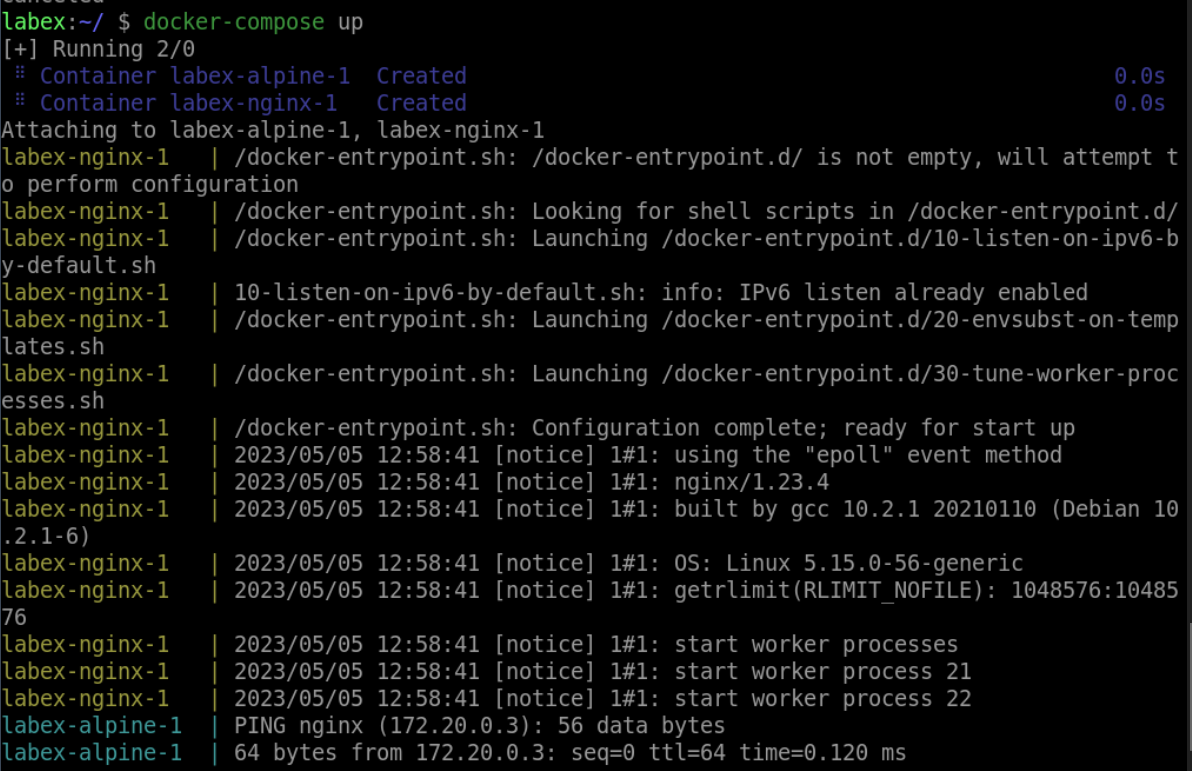 labex:~/ $ docker-compose up
[+] Running 2/0
 ⠿ Container labex-alpine-1  Created                                                  0.0s
 ⠿ Container labex-nginx-1   Created                                                  0.0s
Attaching to labex-alpine-1, labex-nginx-1
labex-nginx-1   | /docker-entrypoint.sh: /docker-entrypoint.d/ is not empty, will attempt t
o perform configuration
labex-nginx-1   | /docker-entrypoint.sh: Looking for shell scripts in /docker-entrypoint.d/
labex-nginx-1   | /docker-entrypoint.sh: Launching /docker-entrypoint.d/10-listen-on-ipv6-b
y-default.sh
labex-nginx-1   | 10-listen-on-ipv6-by-default.sh: info: IPv6 listen already enabled
labex-nginx-1   | /docker-entrypoint.sh: Launching /docker-entrypoint.d/20-envsubst-on-temp
lates.sh
labex-nginx-1   | /docker-entrypoint.sh: Launching /docker-entrypoint.d/30-tune-worker-proc
esses.sh
labex-nginx-1   | /docker-entrypoint.sh: Configuration complete; ready for start up
labex-nginx-1   | 2023/05/05 12:58:41 [notice] 1#1: using the "epoll" event method
labex-nginx-1   | 2023/05/05 12:58:41 [notice] 1#1: nginx/1.23.4
labex-nginx-1   | 2023/05/05 12:58:41 [notice] 1#1: built by gcc 10.2.1 20210110 (Debian 10
.2.1-6)
labex-nginx-1   | 2023/05/05 12:58:41 [notice] 1#1: OS: Linux 5.15.0-56-generic
labex-nginx-1   | 2023/05/05 12:58:41 [notice] 1#1: getrlimit(RLIMIT_NOFILE): 1048576:10485
76
labex-nginx-1   | 2023/05/05 12:58:41 [notice] 1#1: start worker processes
labex-nginx-1   | 2023/05/05 12:58:41 [notice] 1#1: start worker process 21
labex-nginx-1   | 2023/05/05 12:58:41 [notice] 1#1: start worker process 22
labex-alpine-1  | PING nginx (172.20.0.3): 56 data bytes
labex-alpine-1  | 64 bytes from 172.20.0.3: seq=0 ttl=64 time=0.120 ms